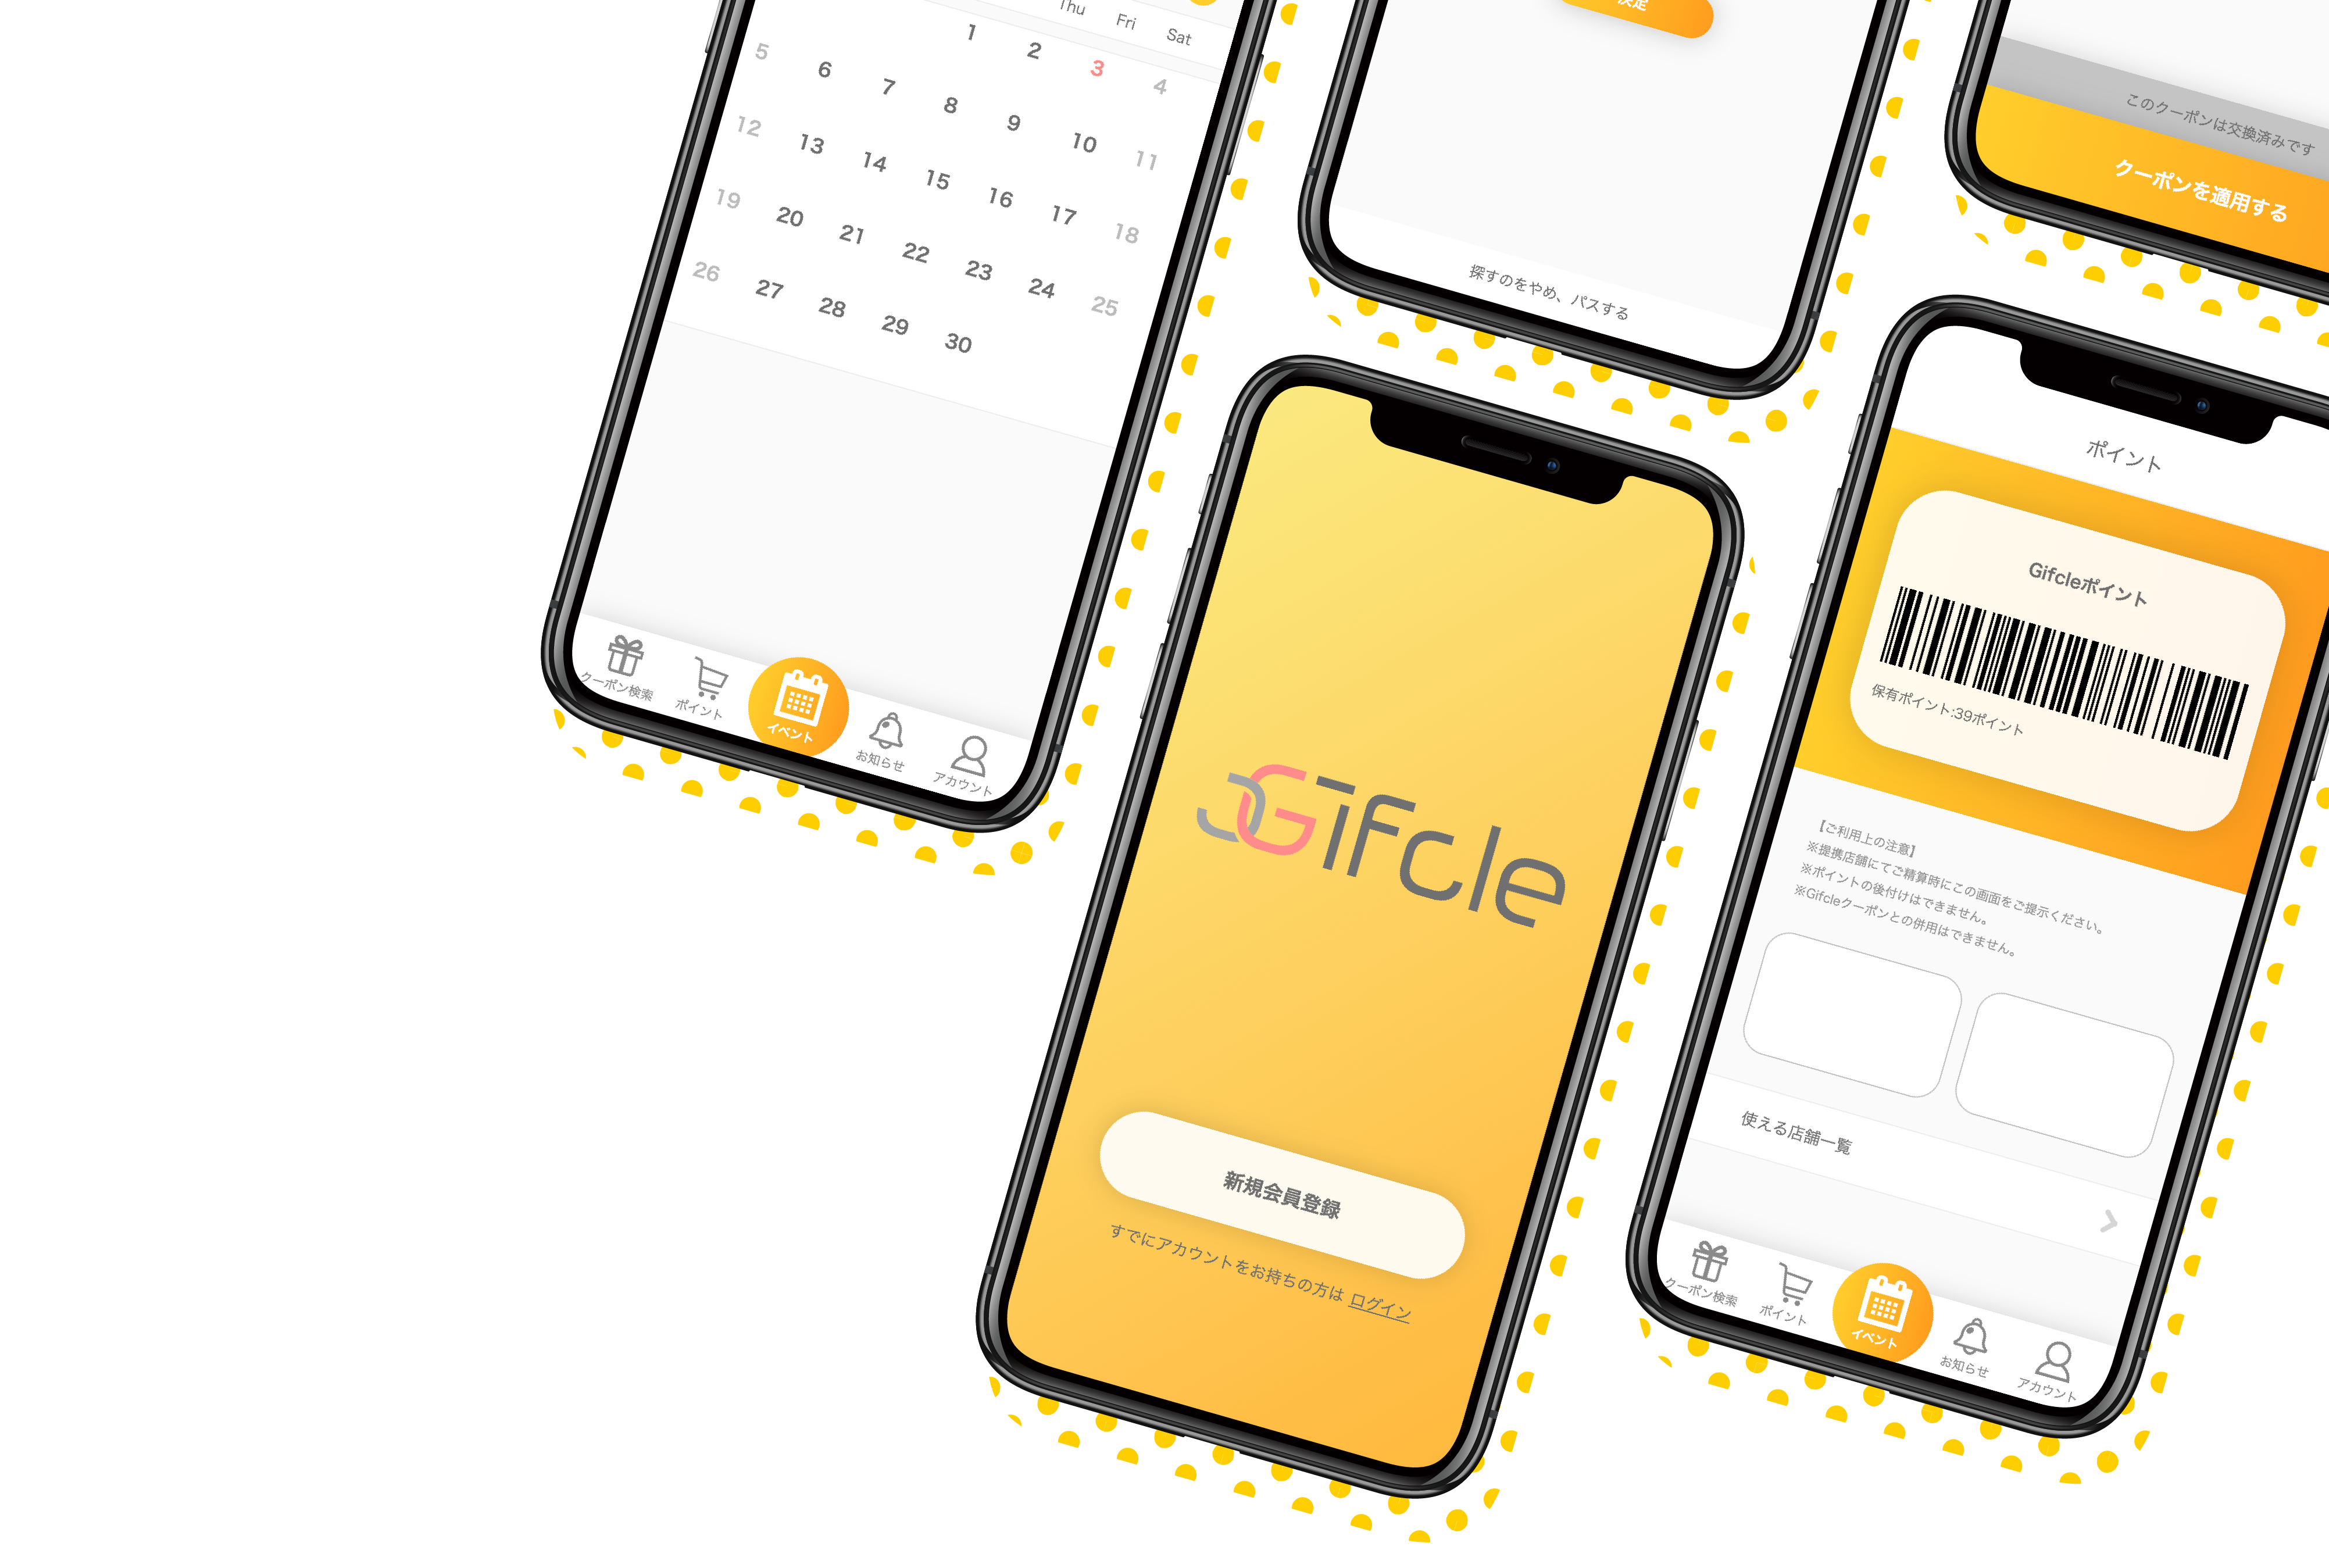 Thu Fri Sat
1 2 3 4
5 6 7 8 9 10 11
12 13 14 15 16 17 18
19 20 21 22 23 24 25
26 27 28 29 30
クーポン検索
ポイント
イベント
お知らせ
アカウント
決定
探すのをやめ、パスする
このクーポンは交換済みです
クーポンを適用する
Gifcle
新規会員登録
すでにアカウントをお持ちの方は ログイン
ポイント
Gifcleポイント
保有ポイント:39ポイント
【ご利用上の注意】
※提携店舗にてご精算時にこの画面をご提示ください。
※ポイントの後付けはできません。
※Gifcleクーポンとの併用はできません。
使える店舗一覧
クーポン検索
ポイント
イベント
お知らせ
アカウント